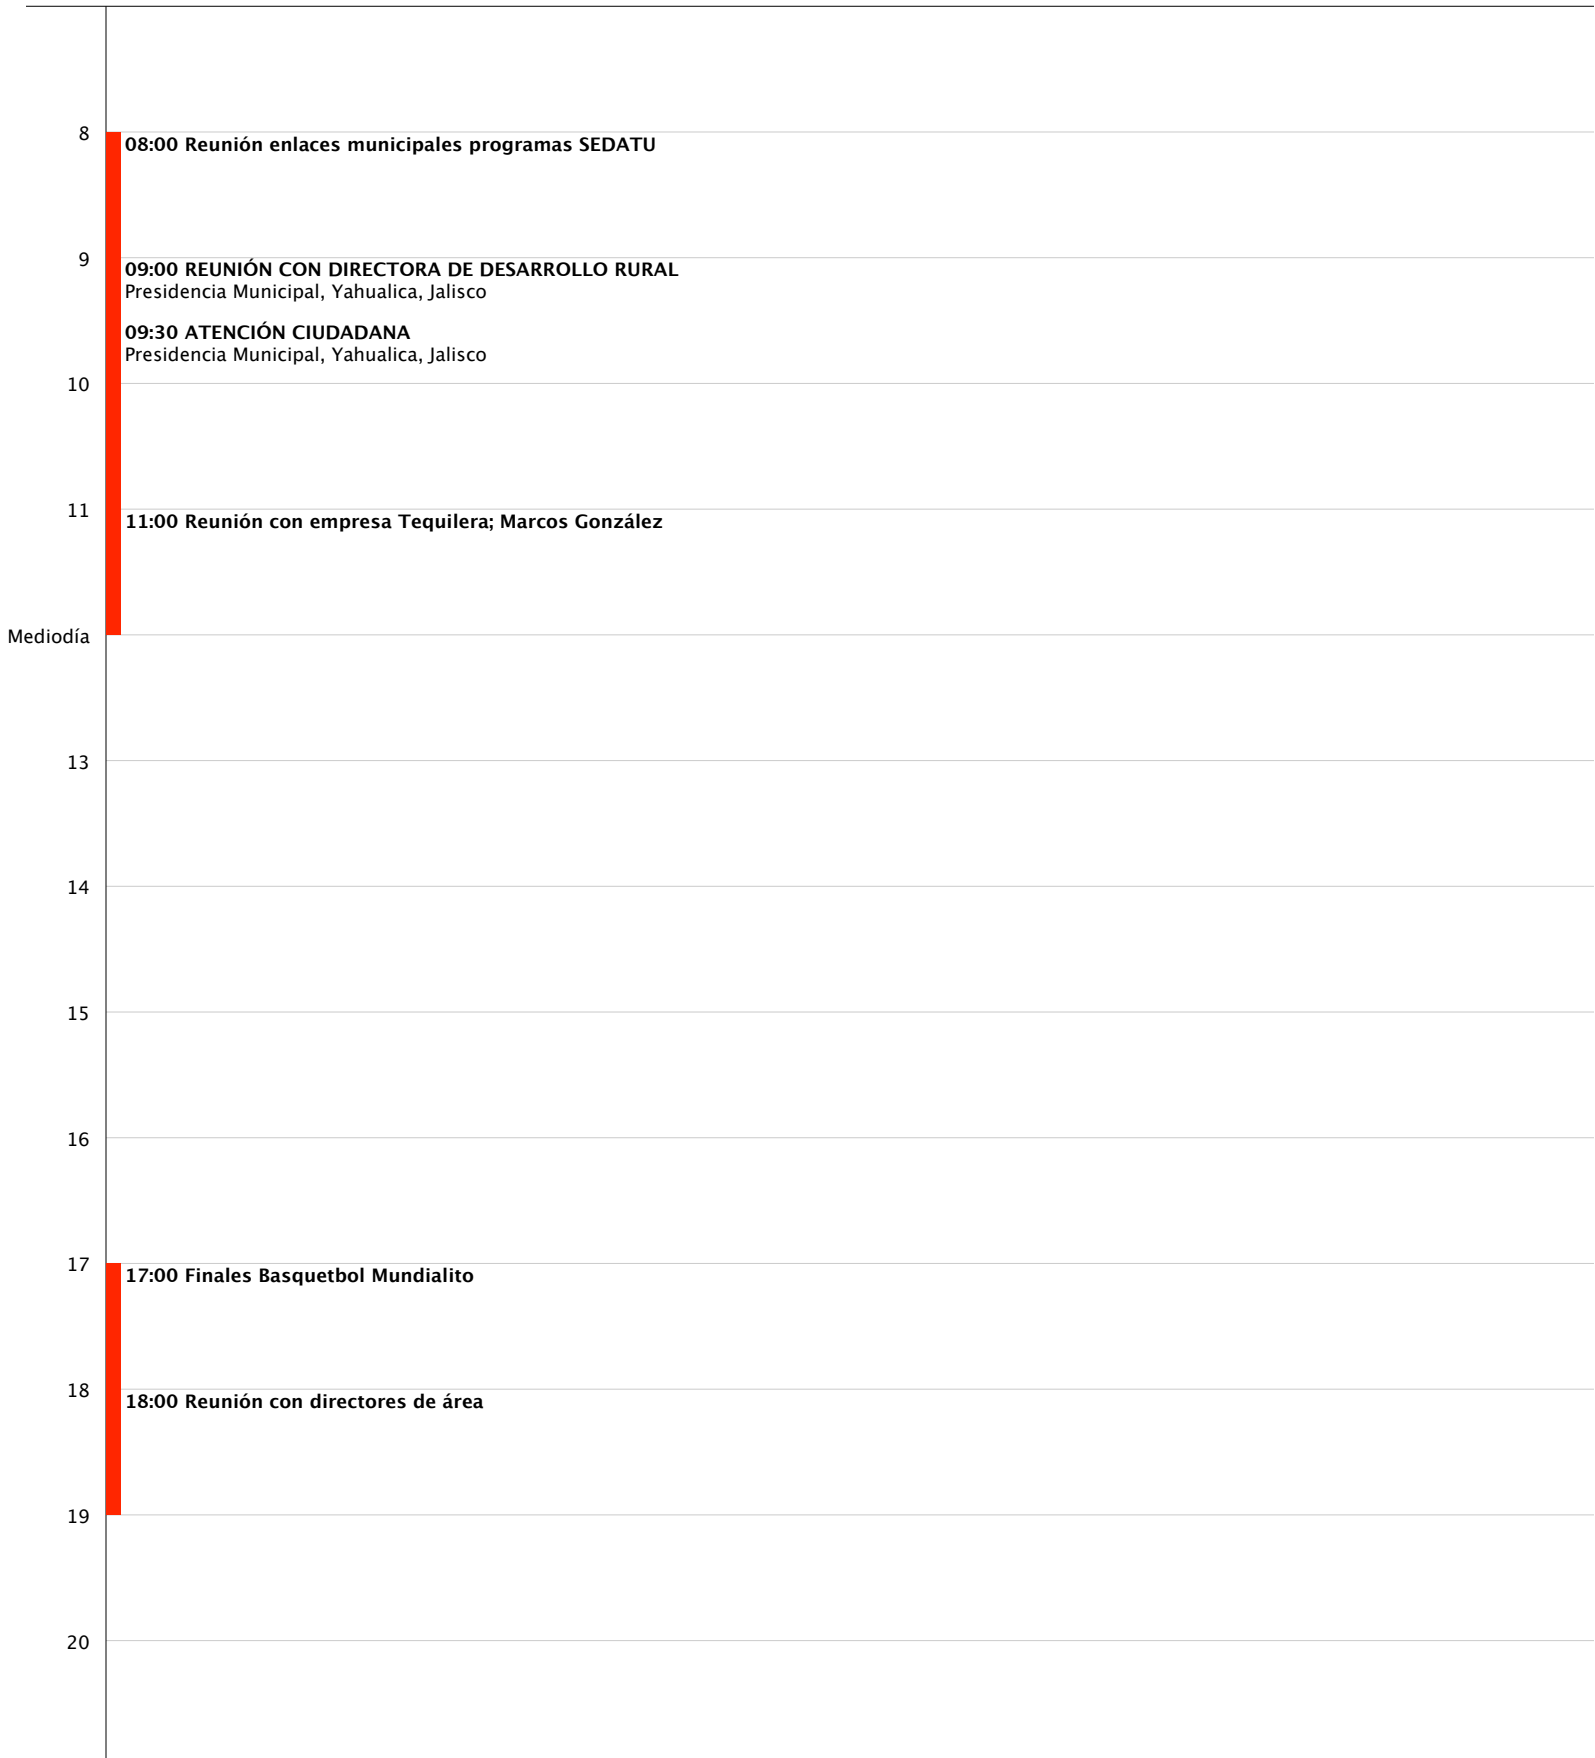 8
08:00 Reunión enlaces municipales programas SEDATU
9
09:00 REUNIÓN CON DIRECTORA DE DESARROLLO RURAL
Presidencia Municipal, Yahualica, Jalisco
09:30 ATENCIÓN CIUDADANA
Presidencia Municipal, Yahualica, Jalisco
10
11
11:00 Reunión con empresa Tequilera; Marcos González
Mediodía
13
14
15
16
17
17:00 Finales Basquetbol Mundialito
18
18:00 Reunión con directores de área
19
20